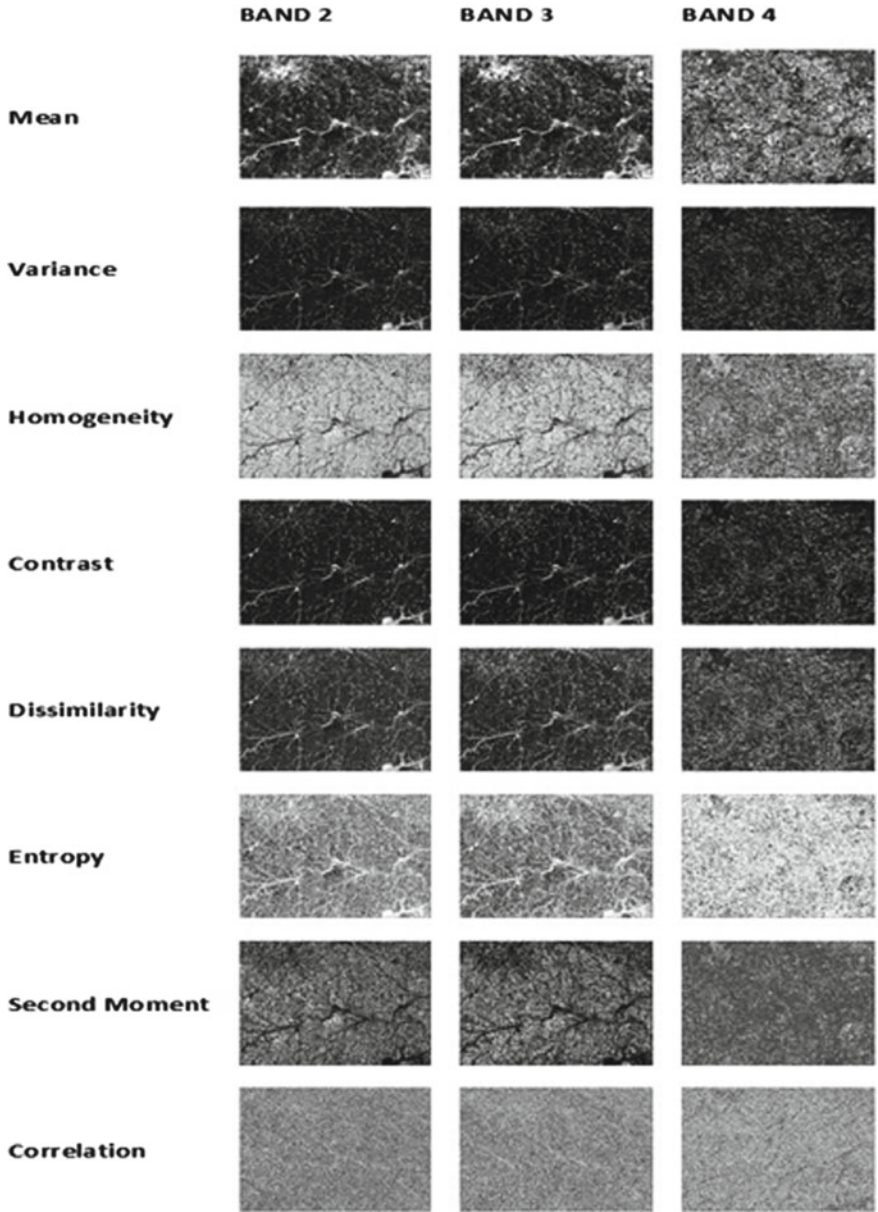 BAND 2 BAND 3 BAND 4
Mean
Variance
Homogeneity
Contrast
Dissimilarity
Entropy
Second Moment
Correlation